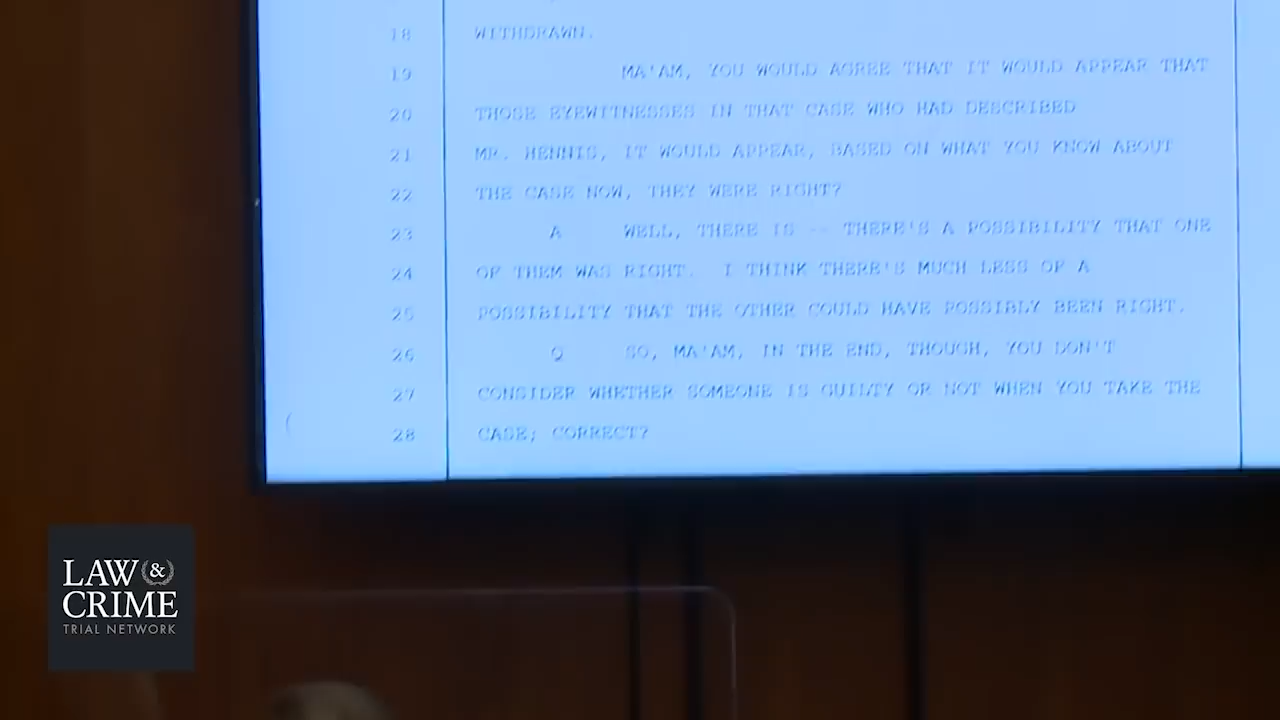 18 WITHDRAWN.
19 MA'AM, YOU WOULD AGREE THAT IT WOULD APPEAR THAT
20 THOSE EYEWITNESSES IN THAT CASE WHO HAD DESCRIBED
21 MR. HENNIS, IT WOULD APPEAR, BASED ON WHAT YOU KNOW ABOUT
22 THE CASE NOW, THEY WERE RIGHT?
23 A WELL, THERE IS -- THERE'S A POSSIBILITY THAT ONE
24 OF THEM WAS RIGHT. I THINK THERE'S MUCH LESS OF A
25 POSSIBILITY THAT THE OTHER COULD HAVE POSSIBLY BEEN RIGHT.
26 Q SO, MA'AM, IN THE END, THOUGH, YOU DON'T
27 CONSIDER WHETHER SOMEONE IS GUILTY OR NOT WHEN YOU TAKE THE
28 CASE; CORRECT?
LAW &
CRIME
TRIAL NETWORK